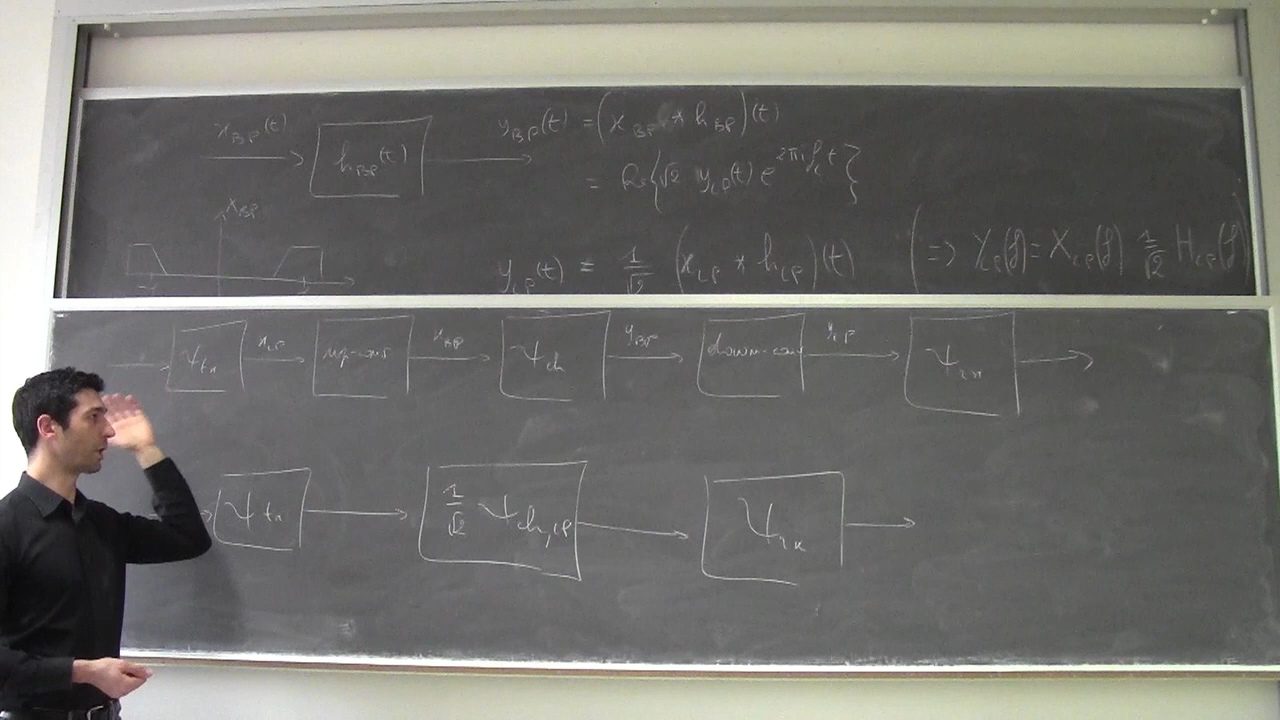 x_BP(t) h_BP(t) y_BP(t) = (x_BP * h_BP)(t)
= Re{√2 y_LP(t) e^{2πi f_c t}}
X_BP
y_LP(t) = 1/√2 (x_LP * h_LP)(t) (=> Y_LP(f) = X_LP(f) 1/√2 H_LP(f))
ψ_tx x_LP up-conv x_BP ψ_ch y_BP down-conv y_LP ψ_rx
ψ_tx 1/√2 ψ_ch,LP ψ_rx